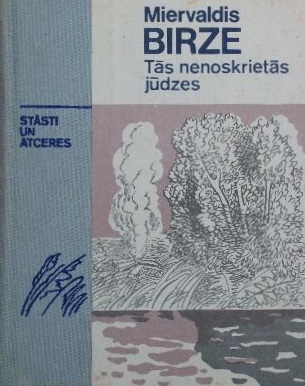 Miervaldis
BIRZE
Tās nenoskrietās
jūdzes
STĀSTI
UN
ATCERES